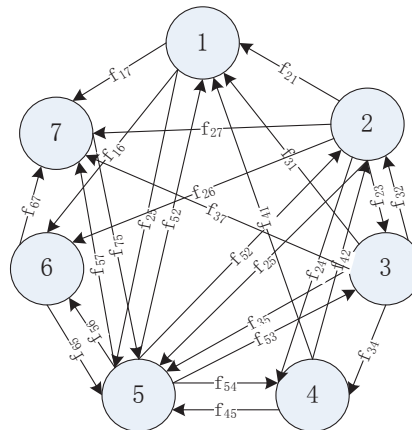 1
f₁₇
f₂₁
2
7
f₁₆
f₂₇
f₃₁
f₂₃
f₃₂
f₆₇
f₂₅
f₅₂
f₂₆
f₃₇
f₄₁
6
f₅₇
f₇₅
f₅₂
f₂₅
f₂₄
f₄₂
3
f₆₅
f₅₆
f₃₅
f₅₃
f₃₄
5
f₅₄
f₄₅
4